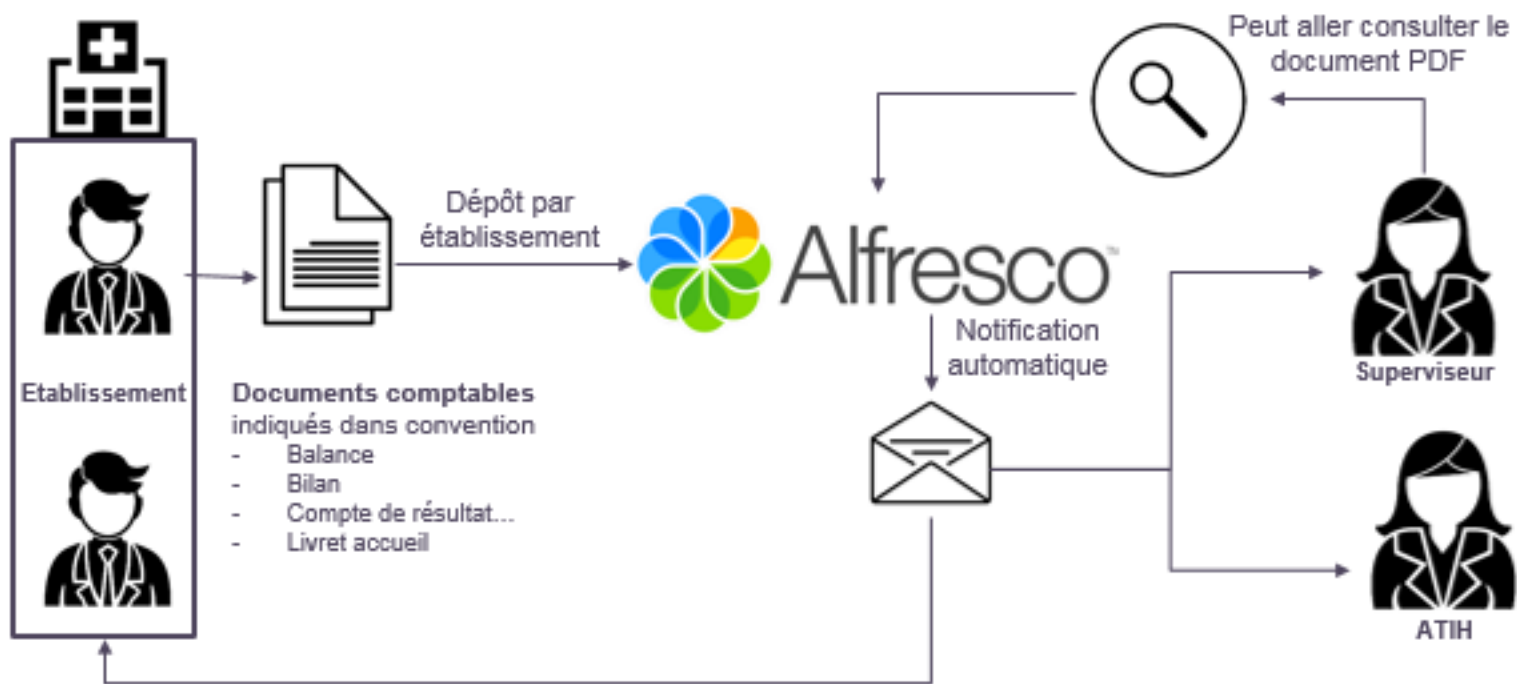 Peut aller consulter le
document PDF
Dépôt par
établissement
Alfresco™
Notification
automatique
Superviseur
Etablissement
Documents comptables
indiqués dans convention
- Balance
- Bilan
- Compte de résultat...
- Livret accueil
ATIH